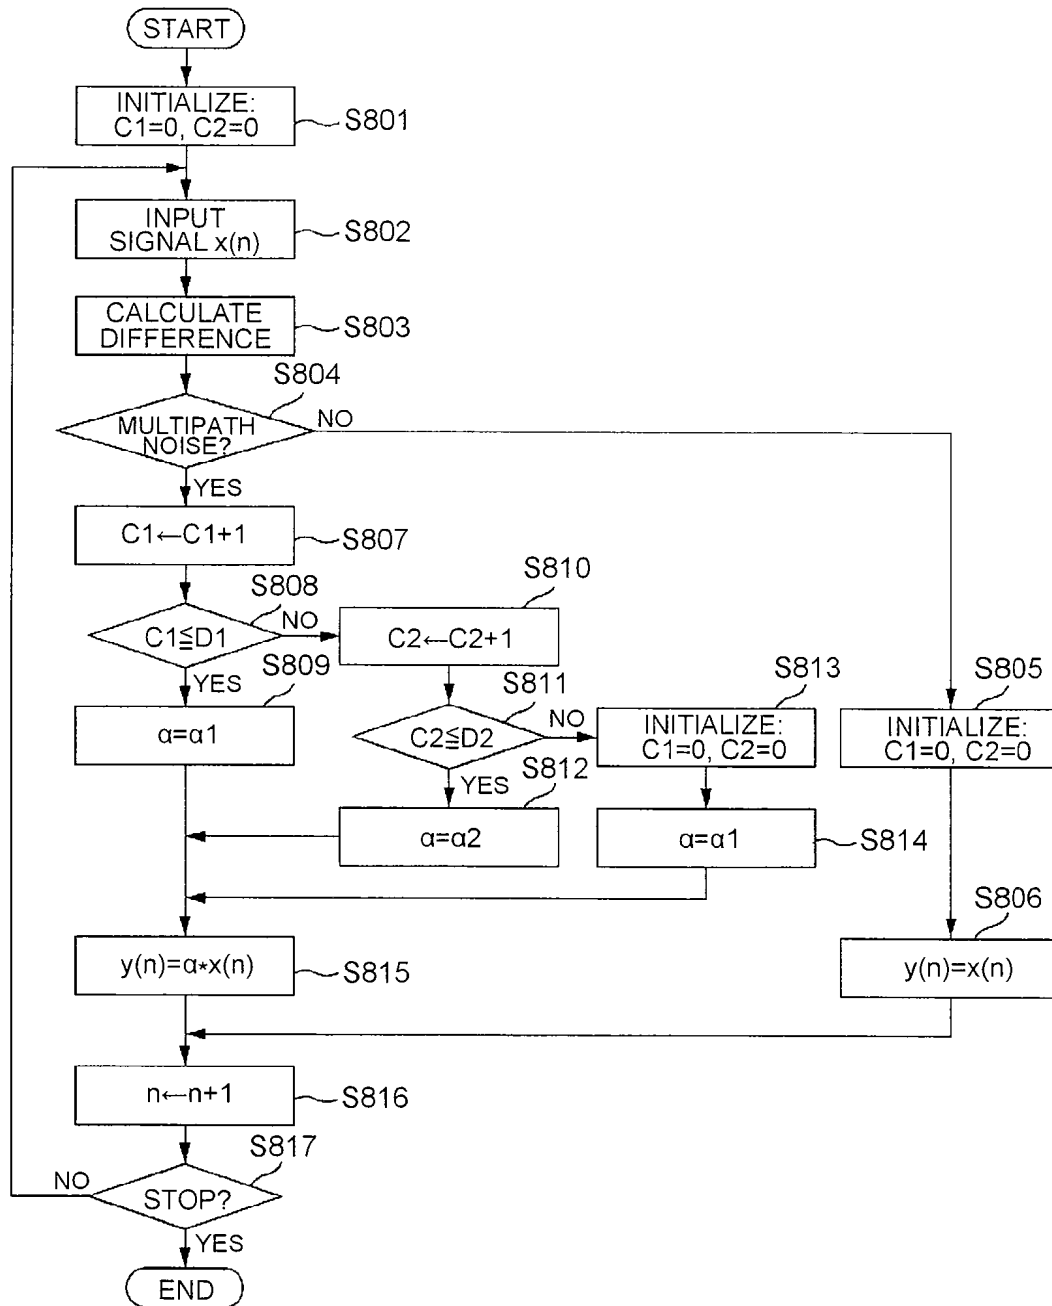 START
INITIALIZE:
C1=0, C2=0
S801
INPUT
SIGNAL x(n)
S802
CALCULATE
DIFFERENCE
S803
S804
MULTIPATH
NOISE?
NO
YES
C1←C1+1
S807
S808
C1≦D1
NO
YES
S810
C2←C2+1
S809
α=α1
S811
C2≦D2
NO
YES
S812
α=α2
S813
INITIALIZE:
C1=0, C2=0
α=α1
S814
S805
INITIALIZE:
C1=0, C2=0
S806
y(n)=x(n)
y(n)=α*x(n)
S815
n←n+1
S816
S817
STOP?
NO
YES
END